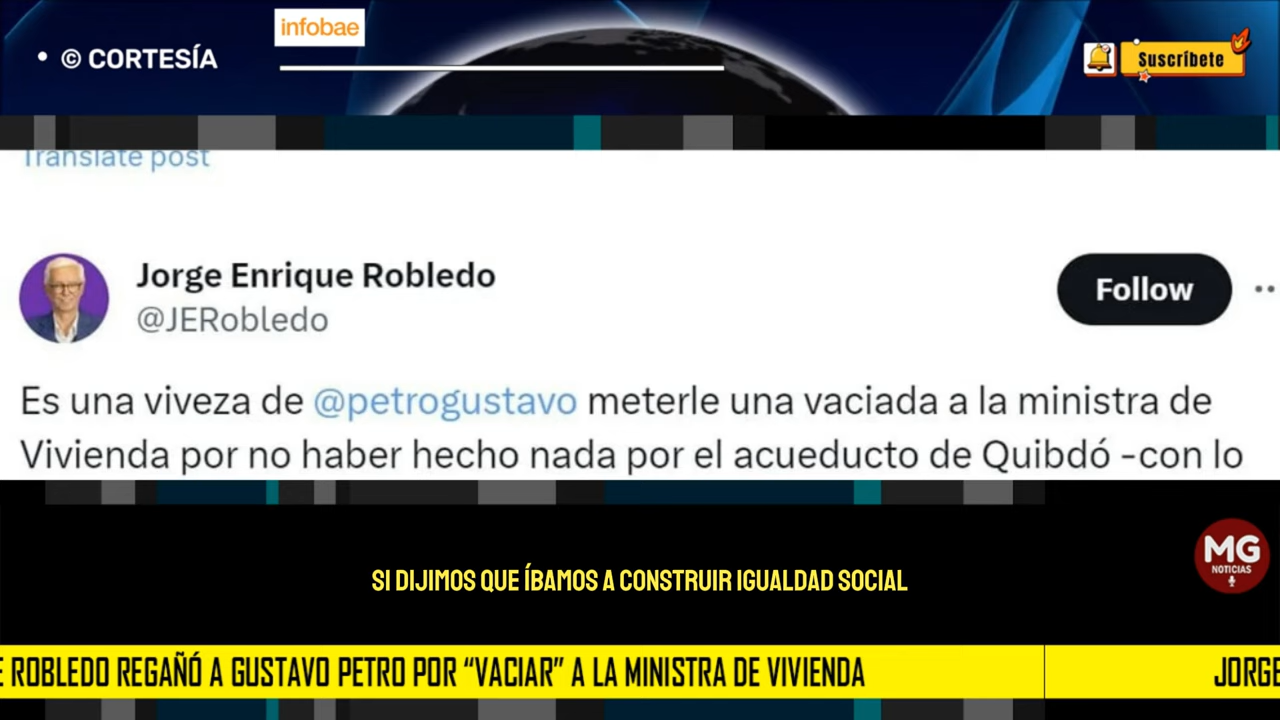 infobae
• © CORTESÍA
Suscríbete
Translate post
Jorge Enrique Robledo
@JERobledo
Follow
Es una viveza de @petrogustavo meterle una vaciada a la ministra de
Vivienda por no haber hecho nada por el acueducto de Quibdó -con lo
MG
NOTICIAS
SI DIJIMOS QUE ÍBAMOS A CONSTRUIR IGUALDAD SOCIAL
E ROBLEDO REGAÑÓ A GUSTAVO PETRO POR “VACIAR” A LA MINISTRA DE VIVIENDA
JORGE